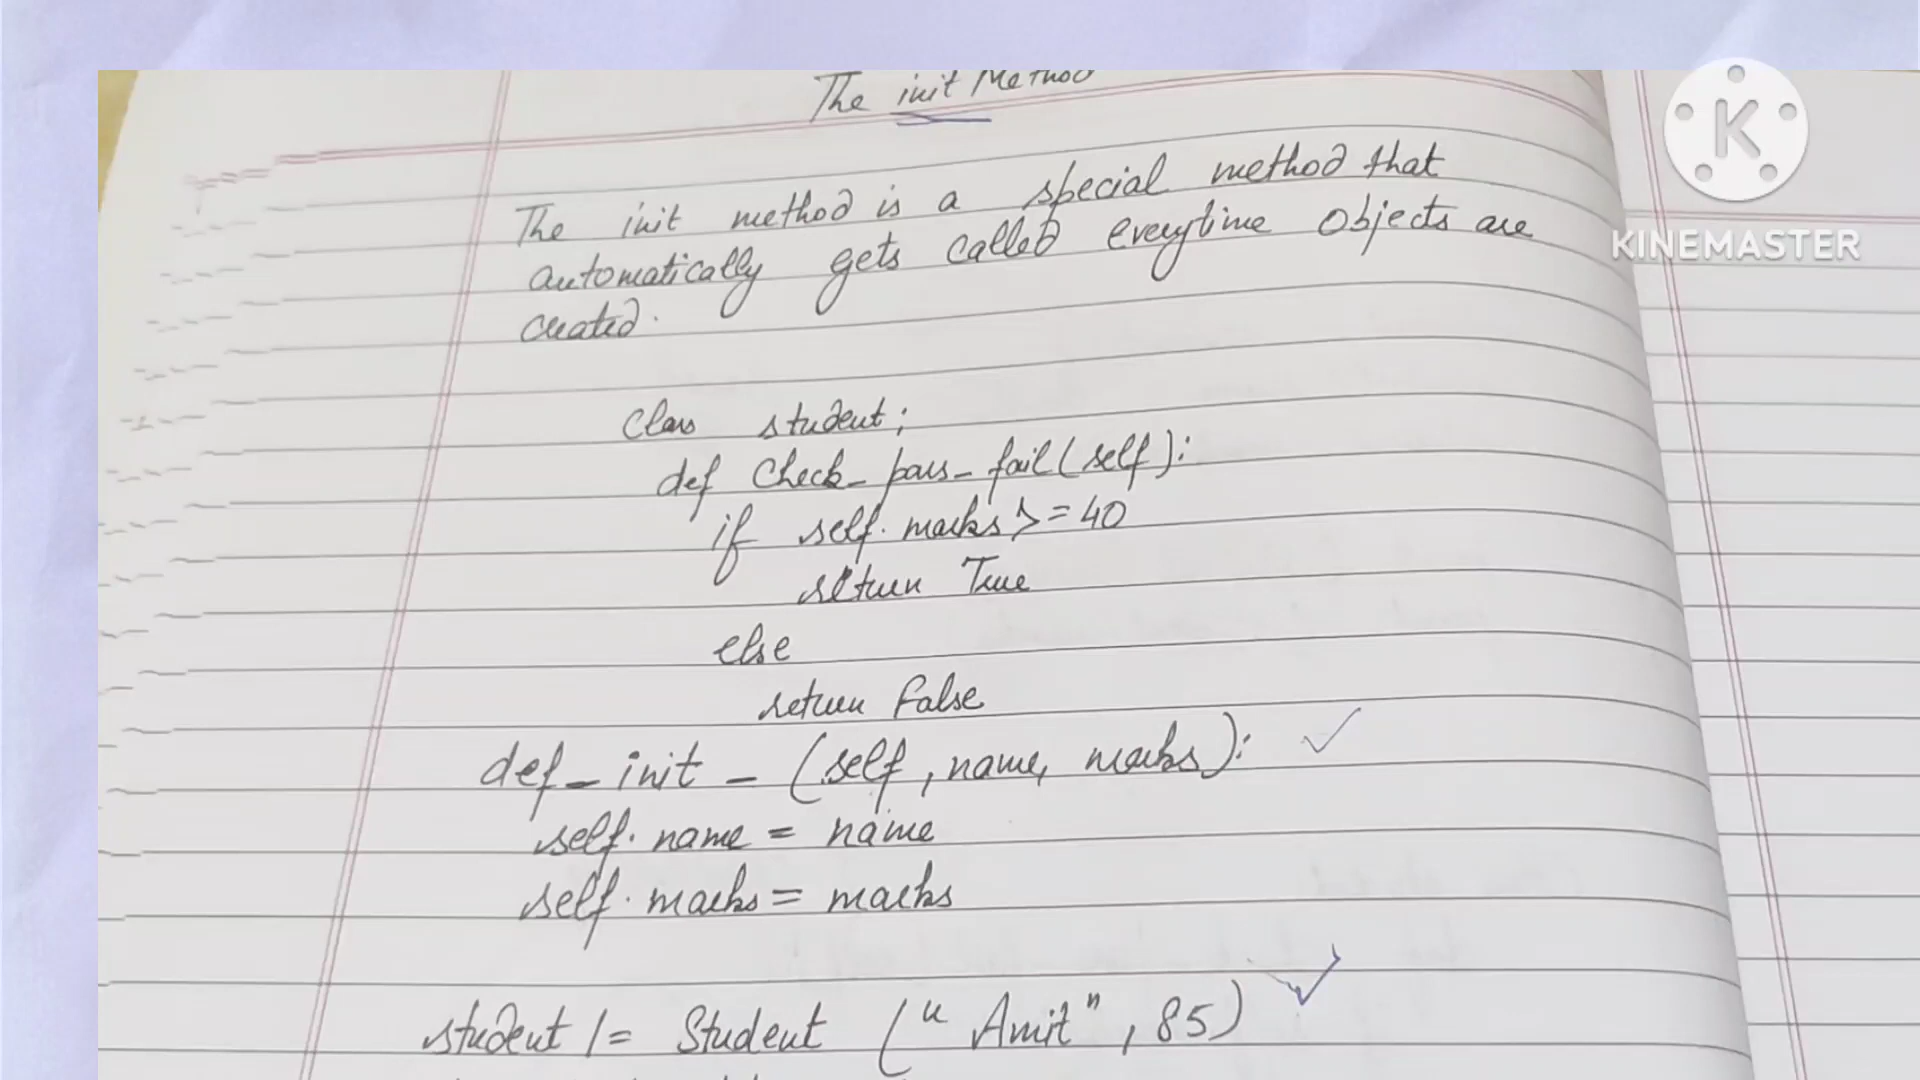 The init Method
The init method is a special method that
automatically gets called everytime objects are
created.
class student;
def Check_pass_fail(self):
if self.marks >= 40
return True
else
return False
def _ init _ (self, name, marks):
self.name = name
self.marks = marks
student 1 = Student ("Amit", 85)
K
KINEMASTER